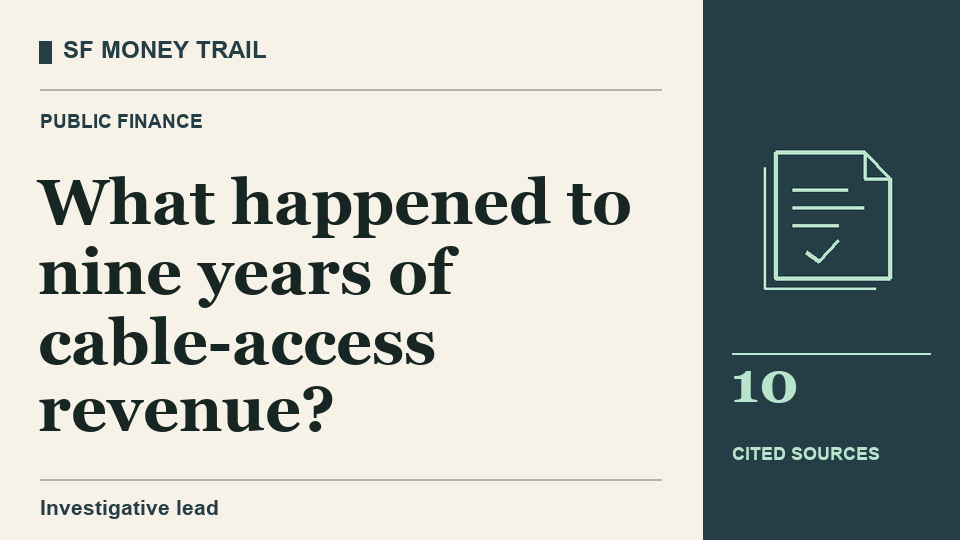 SF MONEY TRAIL
PUBLIC FINANCE
What happened to
nine years of
cable-access
revenue?
Investigative lead
10
CITED SOURCES